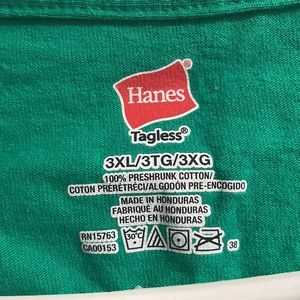 Hanes
Tagless®
3XL/3TG/3XG
100% PRESHRUNK COTTON/
COTON PRÉRÉTRÉCI/ALGODÓN PRE-ENCOGIDO
MADE IN HONDURAS
FABRIQUÉ AU HONDURAS
HECHO EN HONDURAS
RN15763
CA00153
30°C
38